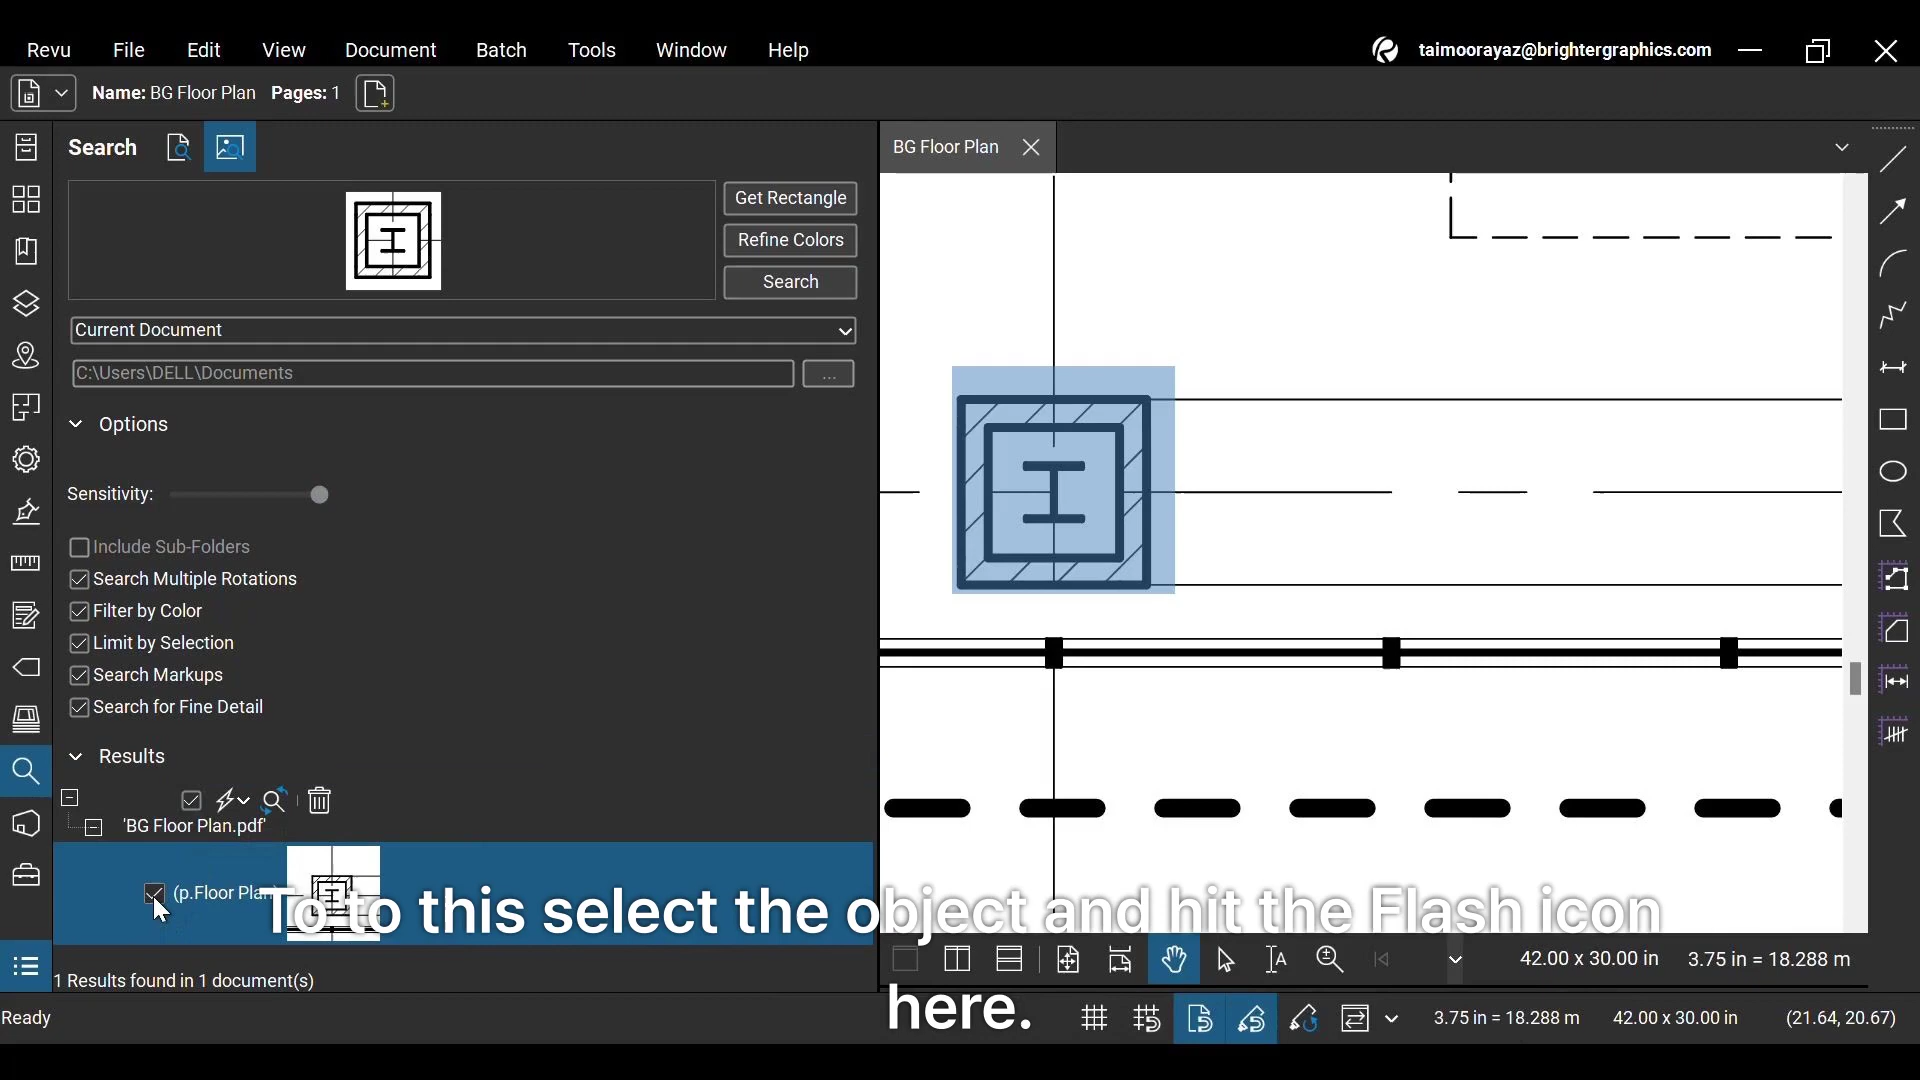 Revu File Edit View Document Batch Tools Window Help taimoorayaz@brightergraphics.com
Name: BG Floor Plan Pages: 1
Search
BG Floor Plan
Get Rectangle
Refine Colors
Search
Current Document
C:\Users\DELL\Documents
...
Options
Sensitivity:
Include Sub-Folders
Search Multiple Rotations
Filter by Color
Limit by Selection
Search Markups
Search for Fine Detail
Results
'BG Floor Plan.pdf'
(p.Floor Plan
To to this select the object and hit the Flash icon
here.
42.00 x 30.00 in 3.75 in = 18.288 m
1 Results found in 1 document(s)
Ready
3.75 in = 18.288 m 42.00 x 30.00 in (21.64, 20.67)